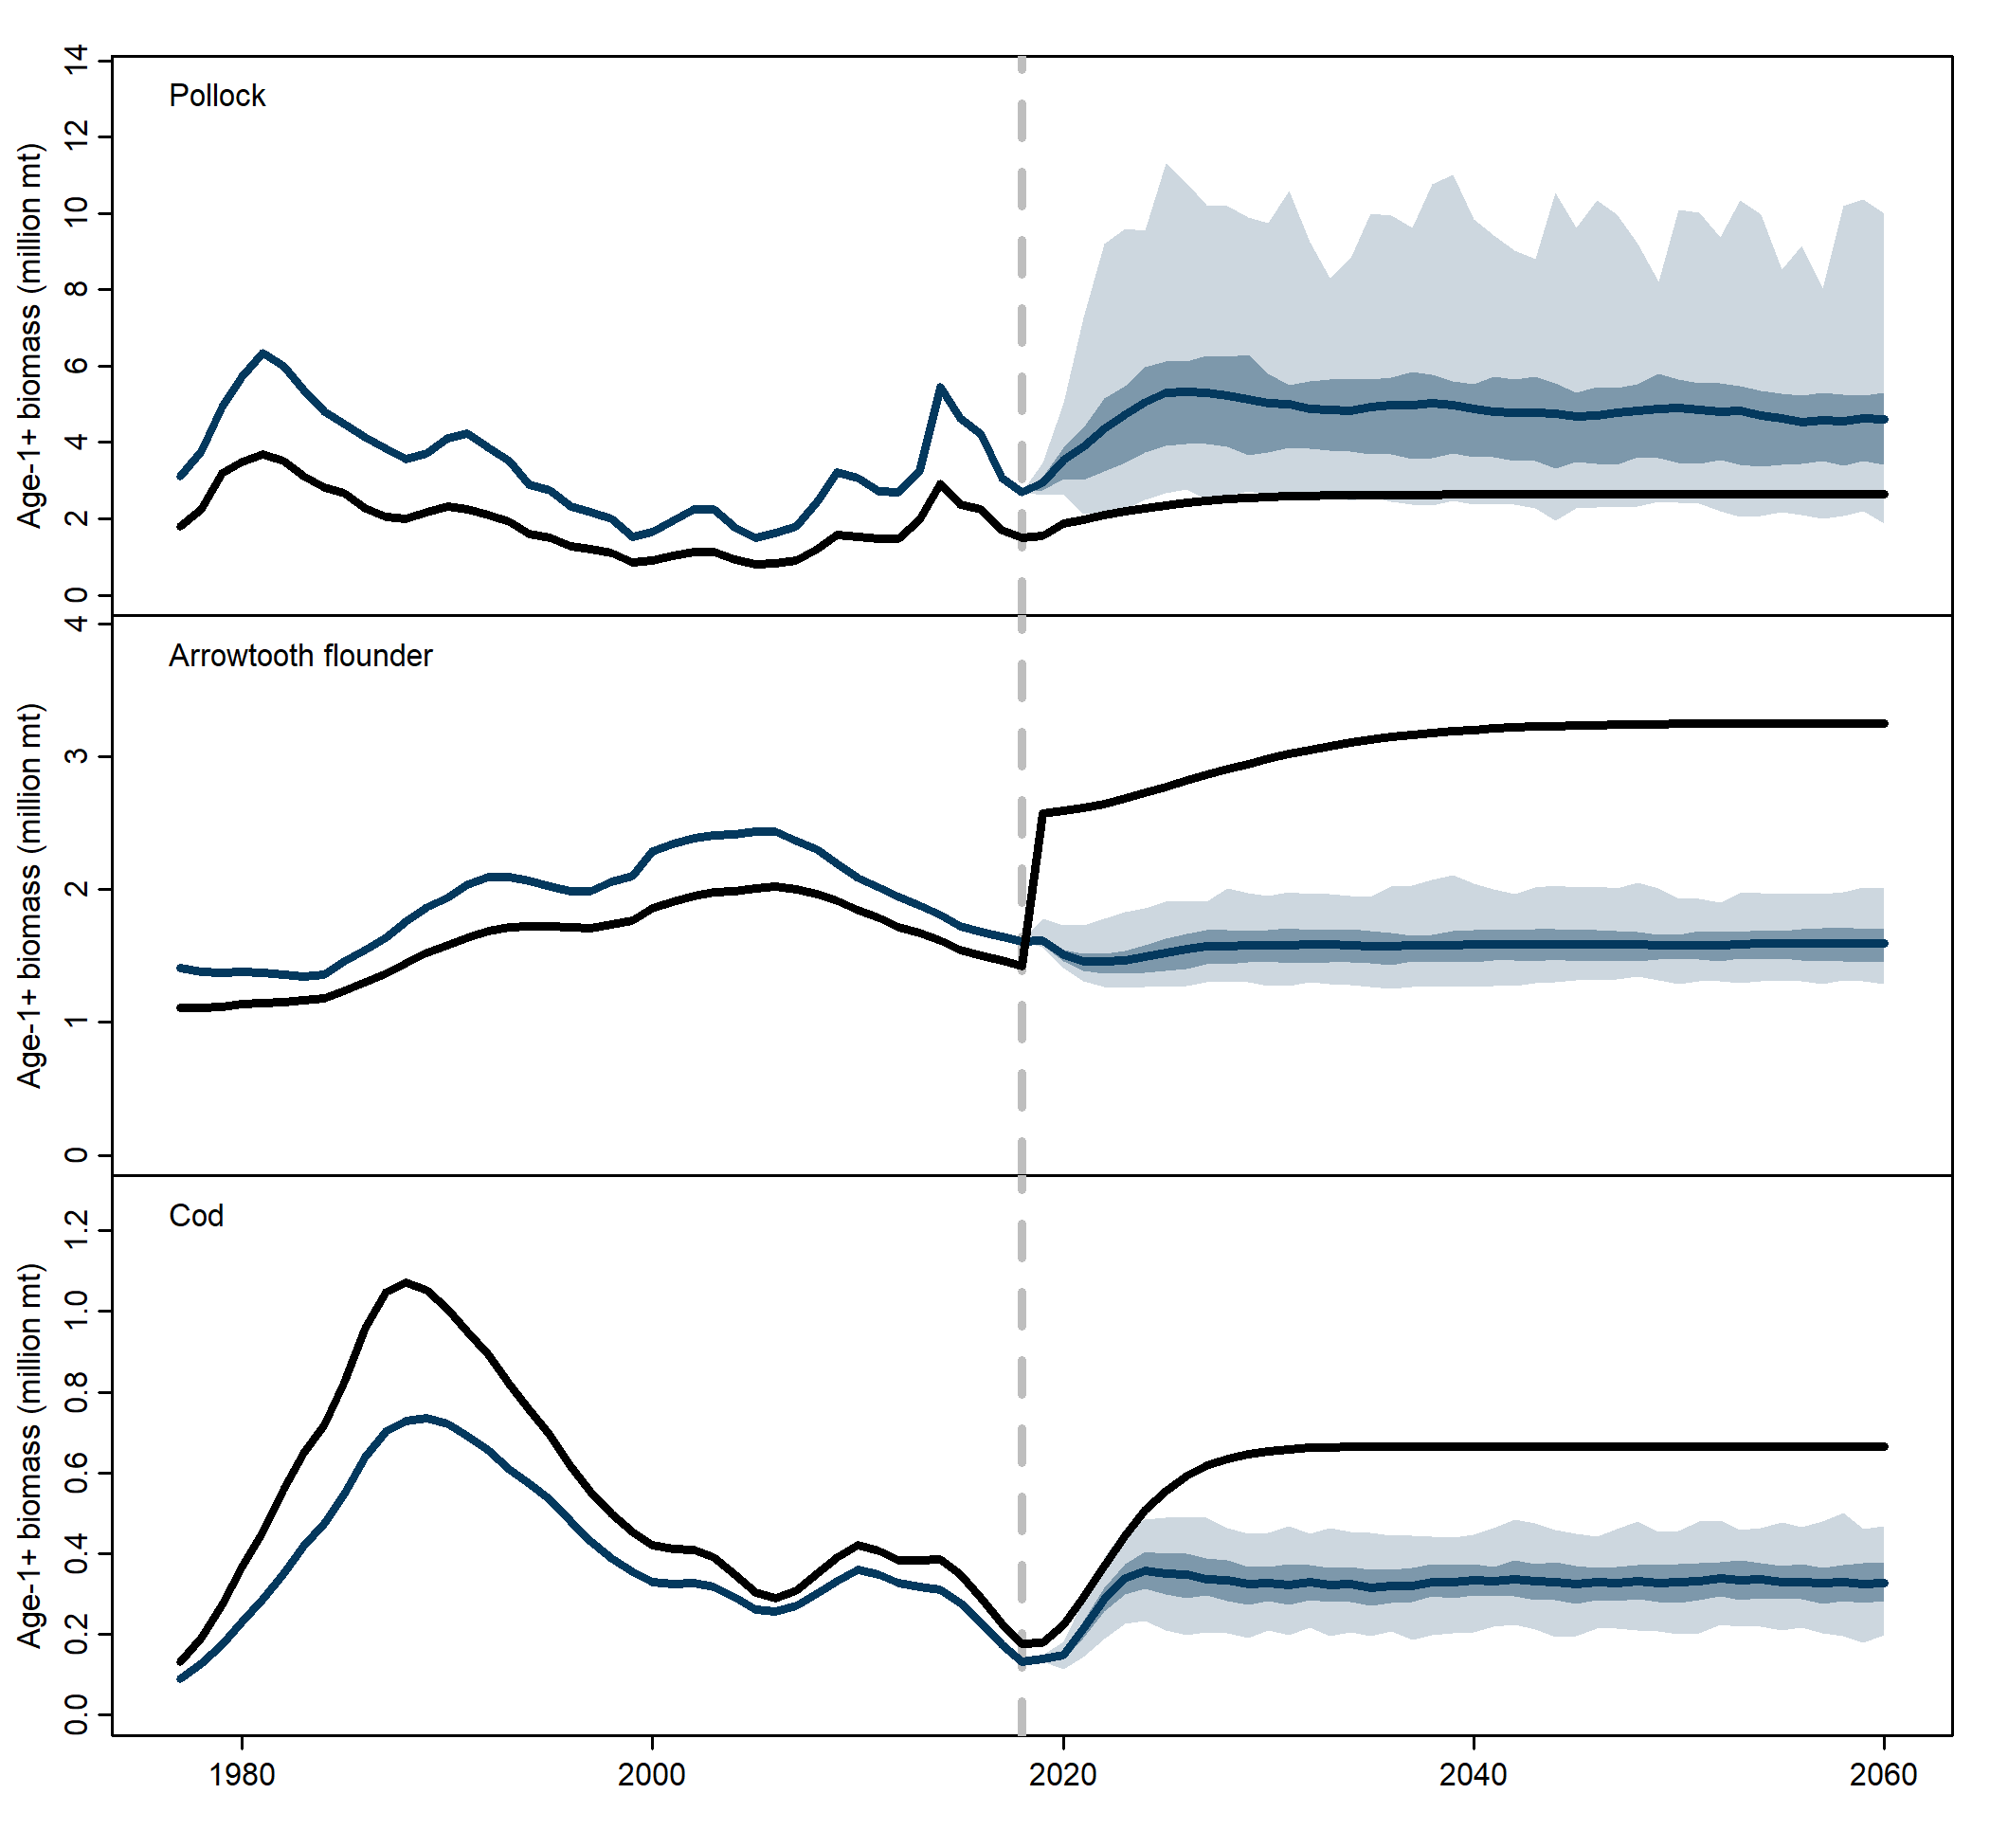 Pollock
Age-1+ biomass (million mt)
14
12
10
8
6
4
2
0
Arrowtooth flounder
Age-1+ biomass (million mt)
4
3
2
1
0
Cod
Age-1+ biomass (million mt)
1.2
1.0
0.8
0.6
0.4
0.2
0.0
1980 2000 2020 2040 2060